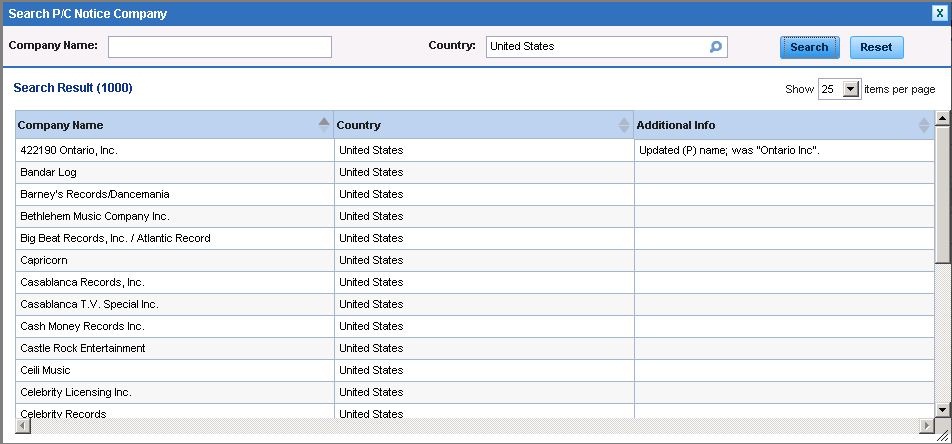 Search P/C Notice Company X
Company Name: Country: United States Search Reset
Search Result (1000) Show 25 items per page
Company Name Country Additional Info
422190 Ontario, Inc. United States Updated (P) name; was "Ontario Inc".
Bandar Log United States
Barney's Records/Dancemania United States
Bethlehem Music Company Inc. United States
Big Beat Records, Inc. / Atlantic Record United States
Capricorn United States
Casablanca Records, Inc. United States
Casablanca T.V. Special Inc. United States
Cash Money Records Inc. United States
Castle Rock Entertainment United States
Ceili Music United States
Celebrity Licensing Inc. United States
Celebrity Records United States